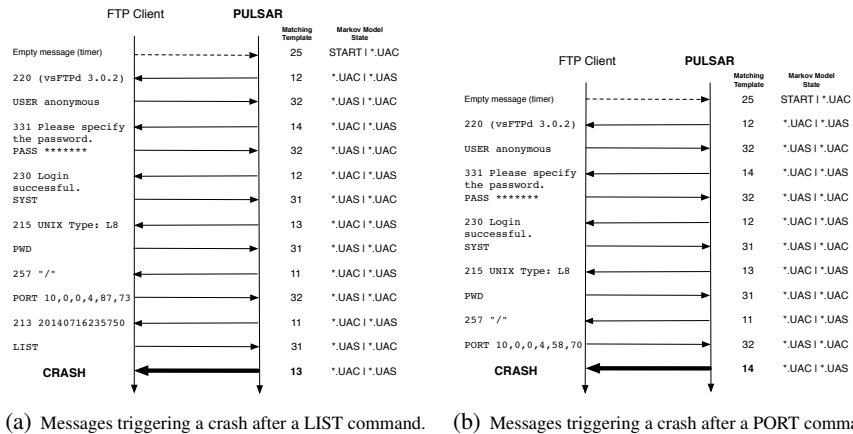 FTP Client PULSAR
Matching Template Markov Model State
Empty message (timer) 25 START | *.UAC
220 (vsFTPd 3.0.2) 12 *.UAC | *.UAS
USER anonymous 32 *.UAS | *.UAC
331 Please specify the password. 14 *.UAC | *.UAS
PASS ******* 32 *.UAS | *.UAC
230 Login successful. 12 *.UAC | *.UAS
SYST 31 *.UAS | *.UAC
215 UNIX Type: L8 13 *.UAC | *.UAS
PWD 31 *.UAS | *.UAC
257 "/" 11 *.UAC | *.UAS
PORT 10,0,0,4,87,73 32 *.UAS | *.UAC
213 20140716235750 11 *.UAC | *.UAS
LIST 31 *.UAS | *.UAC
CRASH 13 *.UAC | *.UAS
(a) Messages triggering a crash after a LIST command.
FTP Client PULSAR
Matching Template Markov Model State
Empty message (timer) 25 START | *.UAC
220 (vsFTPd 3.0.2) 12 *.UAC | *.UAS
USER anonymous 32 *.UAS | *.UAC
331 Please specify the password. 14 *.UAC | *.UAS
PASS ******* 32 *.UAS | *.UAC
230 Login successful. 12 *.UAC | *.UAS
SYST 31 *.UAS | *.UAC
215 UNIX Type: L8 13 *.UAC | *.UAS
PWD 31 *.UAS | *.UAC
257 "/" 11 *.UAC | *.UAS
PORT 10,0,0,4,58,70 32 *.UAS | *.UAC
CRASH 14 *.UAC | *.UAS
(b) Messages triggering a crash after a PORT comma